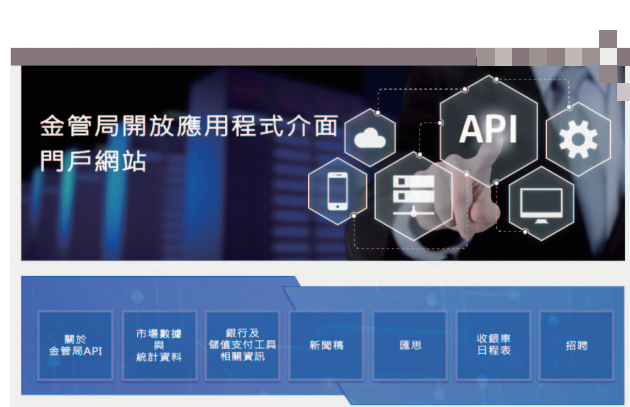 金管局開放應用程式介面
門戶網站
API
關於
金管局API
市場數據
與
統計資料
銀行及
儲值支付工具
相關資訊
新聞稿
匯思
收銀車
日程表
招聘